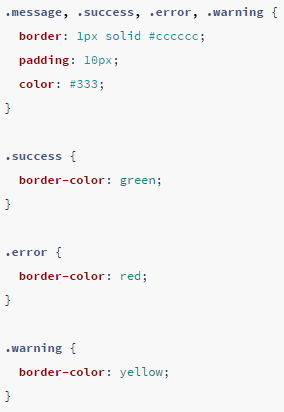 .message, .success, .error, .warning {
  border: 1px solid #cccccc;
  padding: 10px;
  color: #333;
}

.success {
  border-color: green;
}

.error {
  border-color: red;
}

.warning {
  border-color: yellow;
}